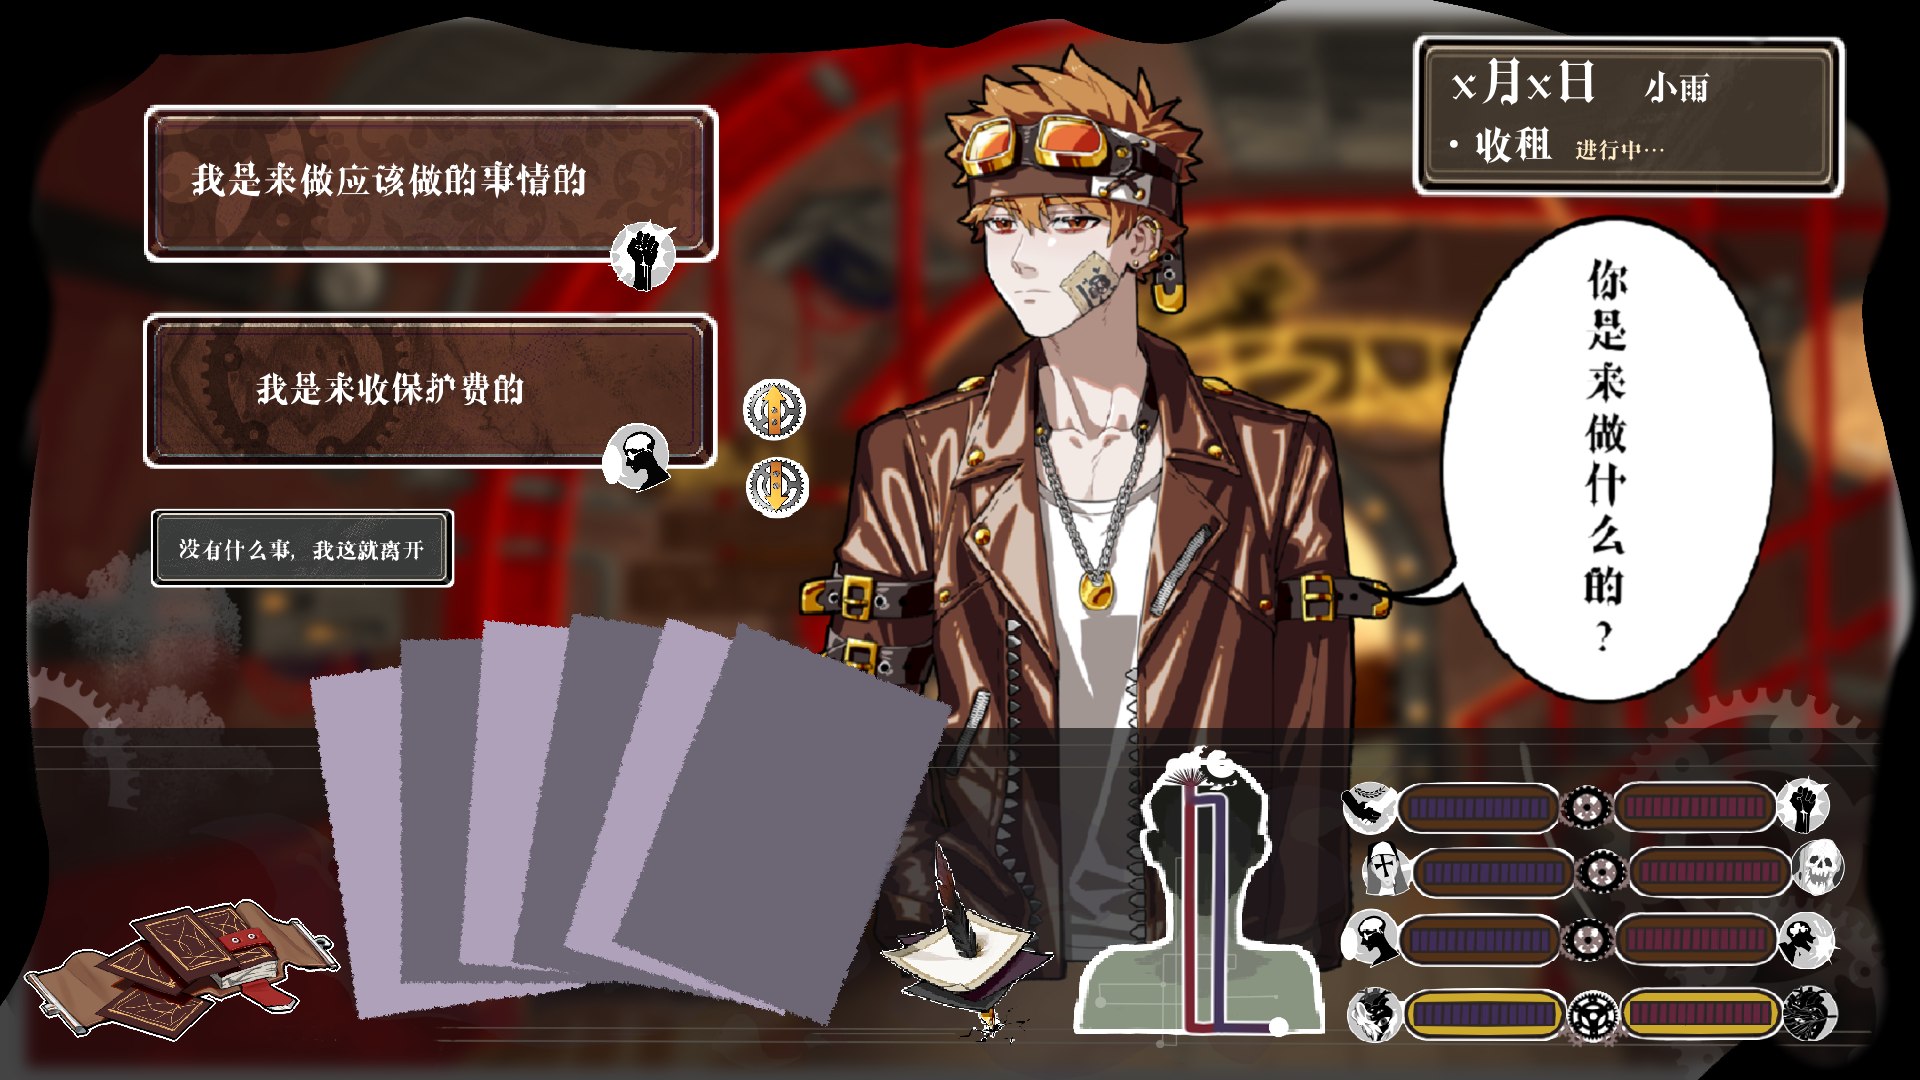 我是来做应该做的事情的
我是来收保护费的
没有什么事，我这就离开
x月x日 小雨
·收租 进行中…
你是来做什么的？